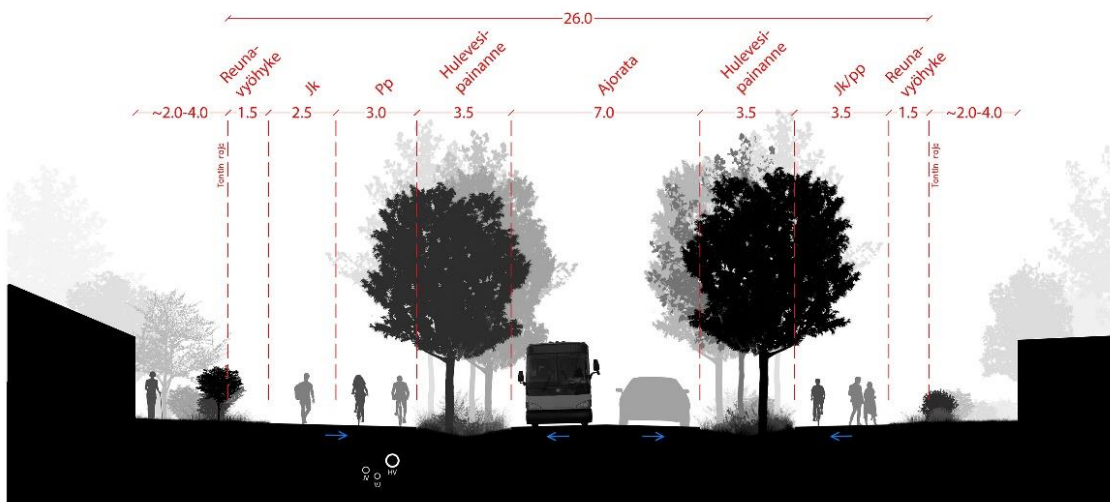 26.0
Reuna-
vyöhyke
Jk
Pp
Hulevesi-
painanne
Ajorata
Hulevesi-
painanne
Jk/pp
Reuna-
vyöhyke
~2.0-4.0 1.5 2.5 3.0 3.5 7.0 3.5 3.5 1.5 ~2.0-4.0
Tontin raja
Tontin raja
HV
JV